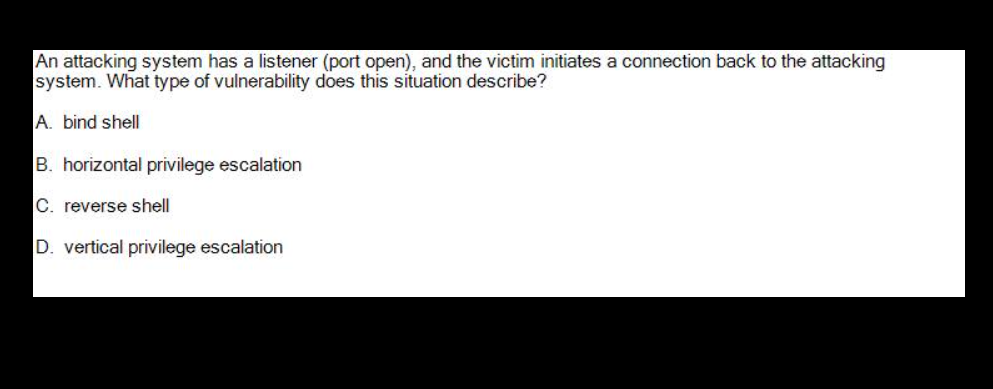 An attacking system has a listener (port open), and the victim initiates a connection back to the attacking
system. What type of vulnerability does this situation describe?
A. bind shell
B. horizontal privilege escalation
C. reverse shell
D. vertical privilege escalation